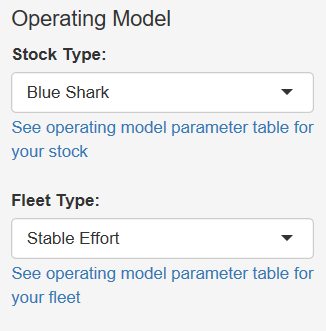 Operating Model
Stock Type:
Blue Shark
See operating model parameter table for
your stock
Fleet Type:
Stable Effort
See operating model parameter table for
your fleet